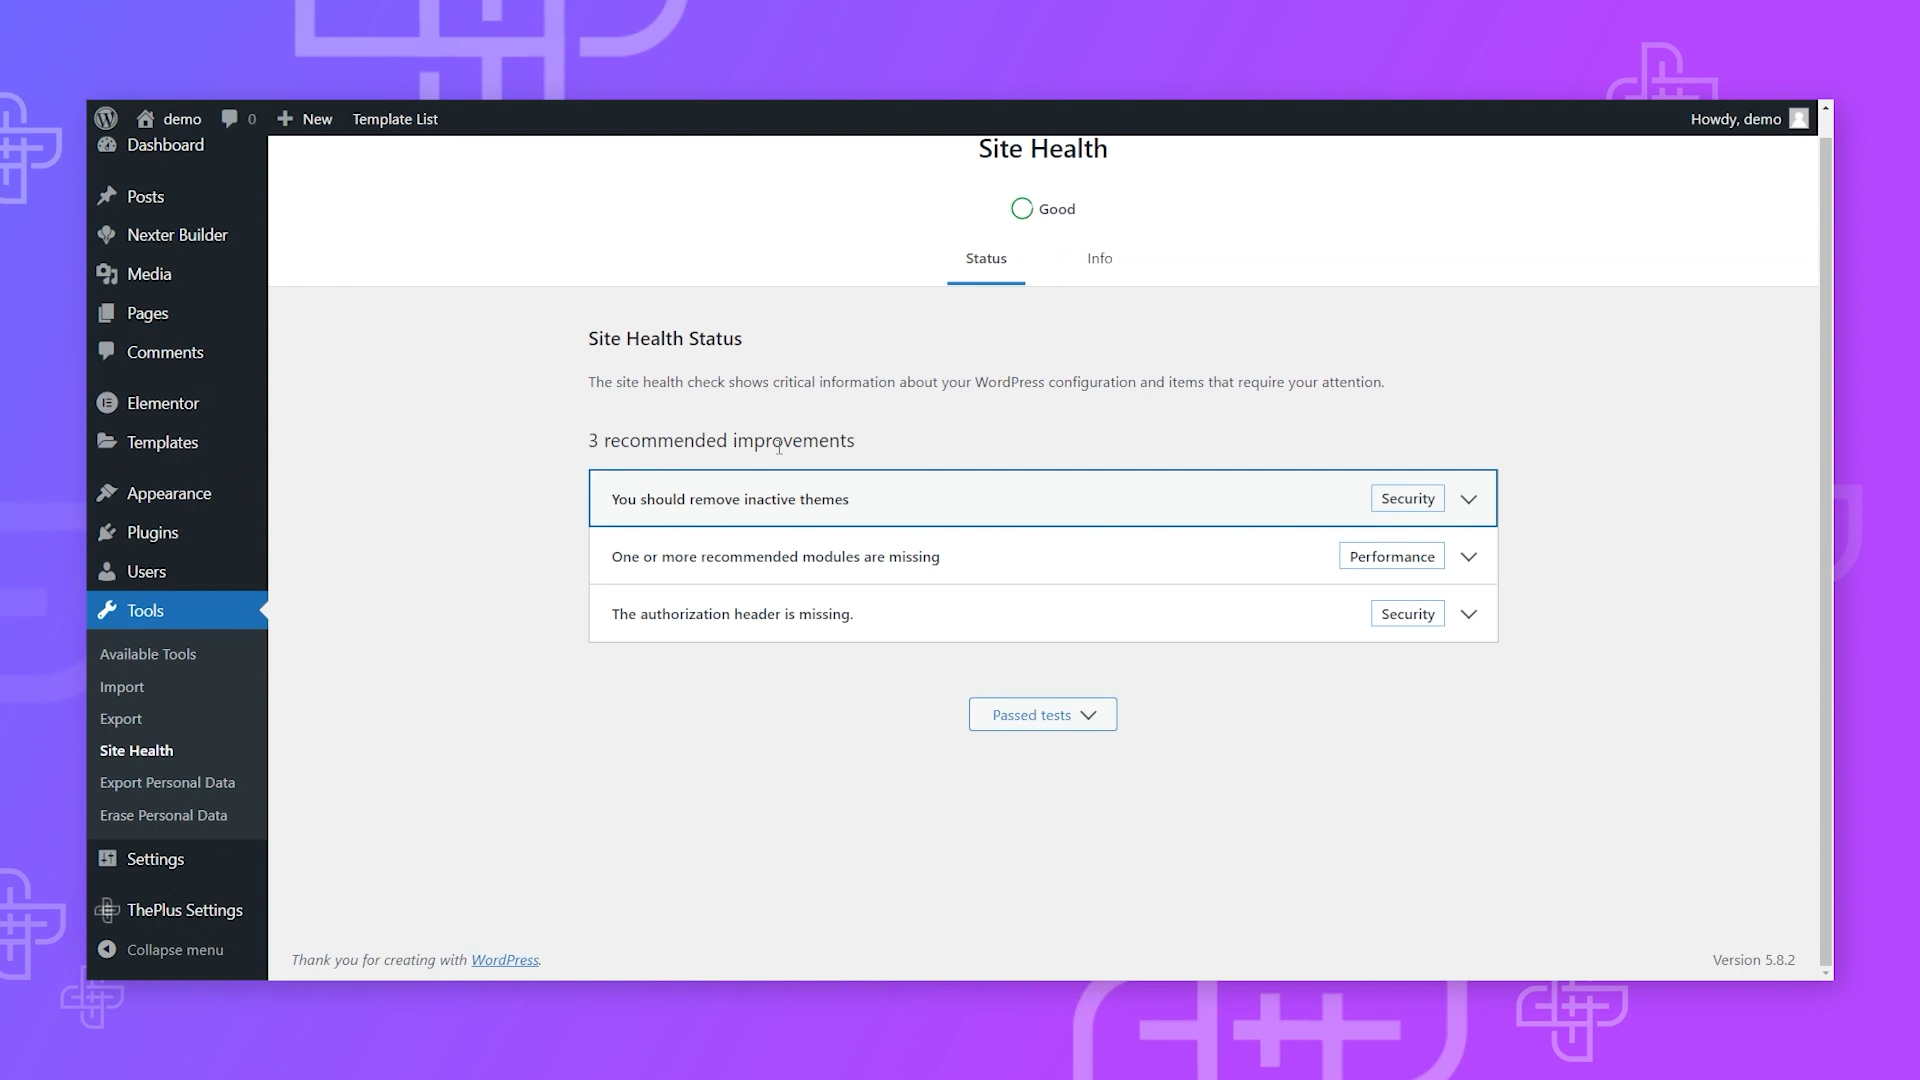 demo 0 New Template List Howdy, demo
Dashboard
Posts
Nexter Builder
Media
Pages
Comments
Elementor
Templates
Appearance
Plugins
Users
Tools
Available Tools
Import
Export
Site Health
Export Personal Data
Erase Personal Data
Settings
ThePlus Settings
Collapse menu
Site Health
Good
Status Info
Site Health Status
The site health check shows critical information about your WordPress configuration and items that require your attention.
3 recommended improvements
You should remove inactive themes Security
One or more recommended modules are missing Performance
The authorization header is missing. Security
Passed tests
Thank you for creating with WordPress. Version 5.8.2